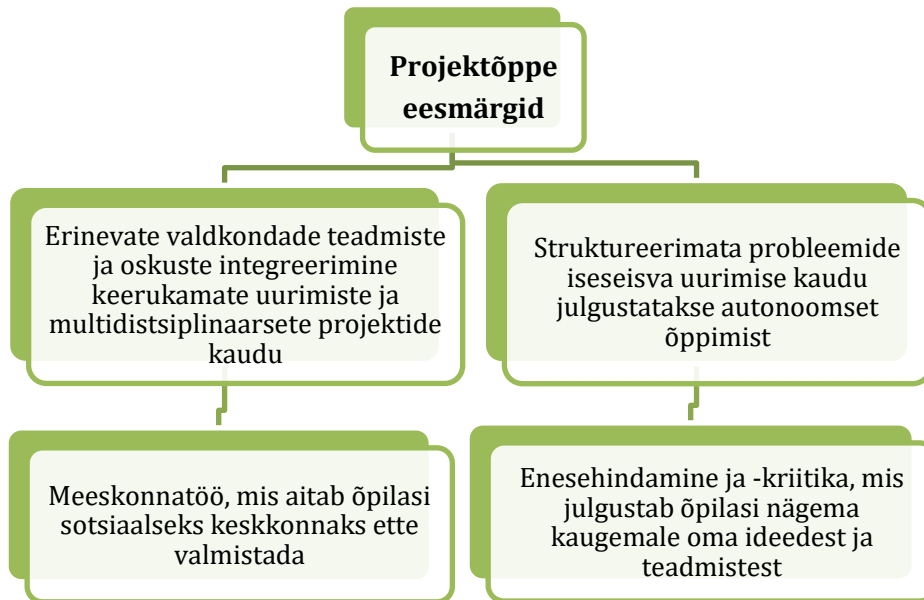 Projektõppe
eesmärgid
Erinevate valdkondade teadmiste
ja oskuste integreerimine
keerukamate uurimiste ja
multidistsiplinaarsete projektide
kaudu
Struktureerimata probleemide
iseseisva uurimise kaudu
julgustatakse autonoomset
õppimist
Meeskonnatöö, mis aitab õpilasi
sotsiaalseks keskkonnaks ette
valmistada
Enesehindamine ja -kriitika, mis
julgustab õpilasi nägema
kaugemale oma ideedest ja
teadmistest